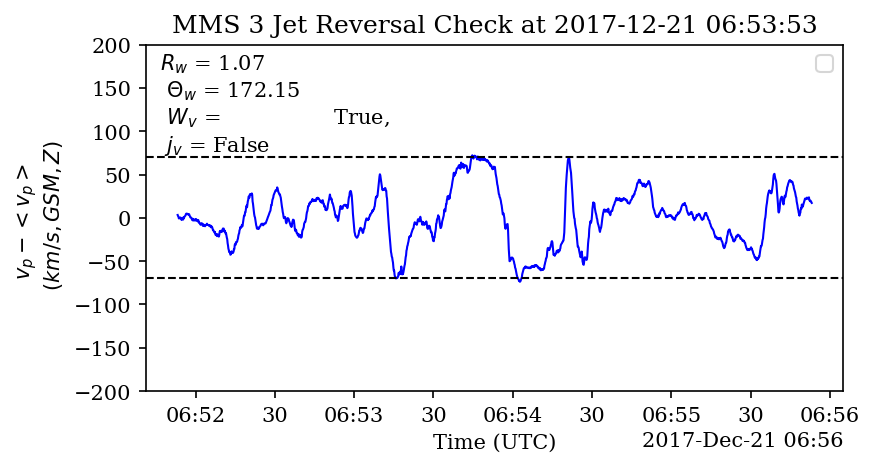 MMS 3 Jet Reversal Check at 2017-12-21 06:53:53
R_w = 1.07
Θ_w = 172.15
W_v = True,
j_v = False
v_p − < v_p >
(km/s, GSM, Z)
200
150
100
50
0
−50
−100
−150
−200
06:52 30 06:53 30 06:54 30 06:55 30 06:56
Time (UTC) 2017-Dec-21 06:56